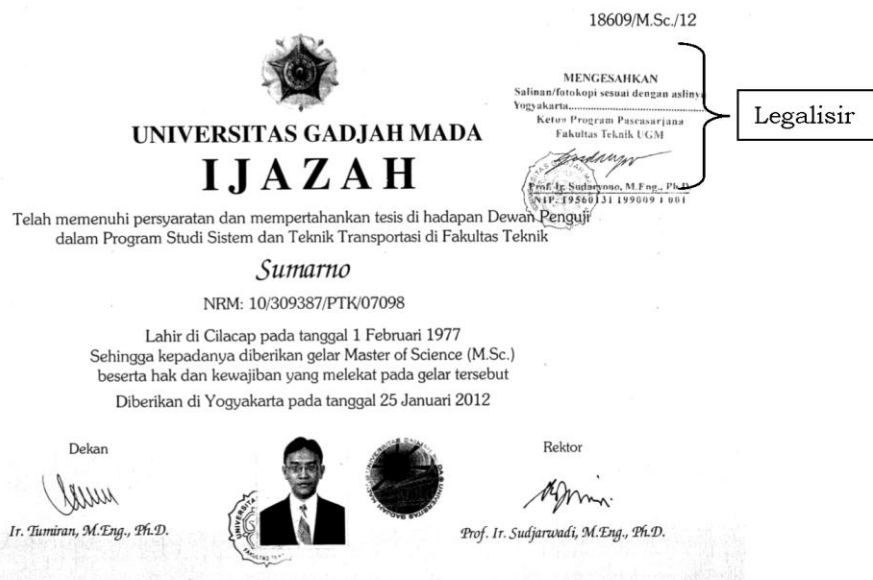 18609/M.Sc./12
MENGESAHKAN
Salinan/fotokopi sesuai dengan aslinya
Yogyakarta..............................
Ketua Program Pascasarjana
Fakultas Teknik UGM
Prof. Ir. Sudaryono, M.Eng., Ph.D
NIP. 19560131 199009 1 001
Legalisir
UNIVERSITAS GADJAH MADA
IJAZAH
Telah memenuhi persyaratan dan mempertahankan tesis di hadapan Dewan Penguji
dalam Program Studi Sistem dan Teknik Transportasi di Fakultas Teknik
Sumarno
NRM: 10/309387/PTK/07098
Lahir di Cilacap pada tanggal 1 Februari 1977
Sehingga kepadanya diberikan gelar Master of Science (M.Sc.)
beserta hak dan kewajiban yang melekat pada gelar tersebut
Diberikan di Yogyakarta pada tanggal 25 Januari 2012
Dekan
Rektor
Ir. Tumiran, M.Eng., Ph.D.
Prof. Ir. Sudjarwadi, M.Eng., Ph.D.